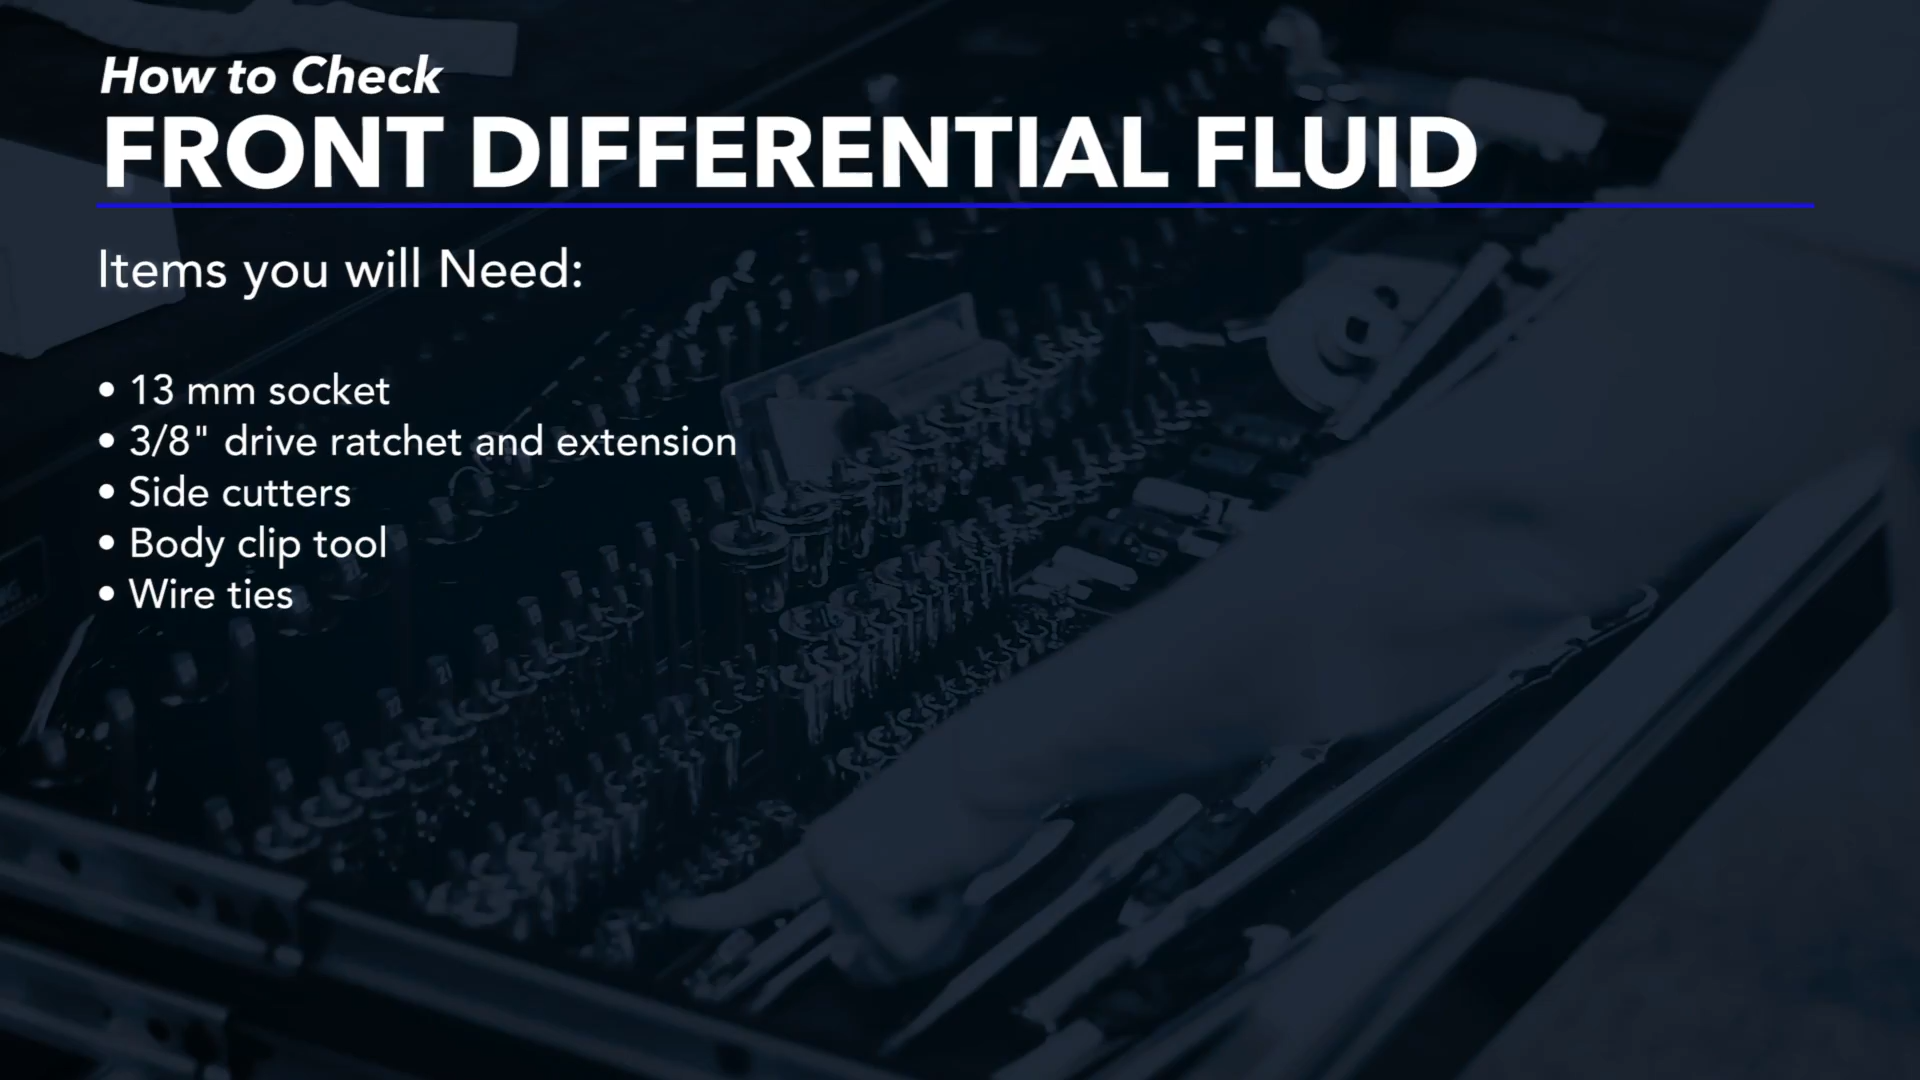 How to Check
FRONT DIFFERENTIAL FLUID
Items you will Need:
• 13 mm socket
• 3/8" drive ratchet and extension
• Side cutters
• Body clip tool
• Wire ties